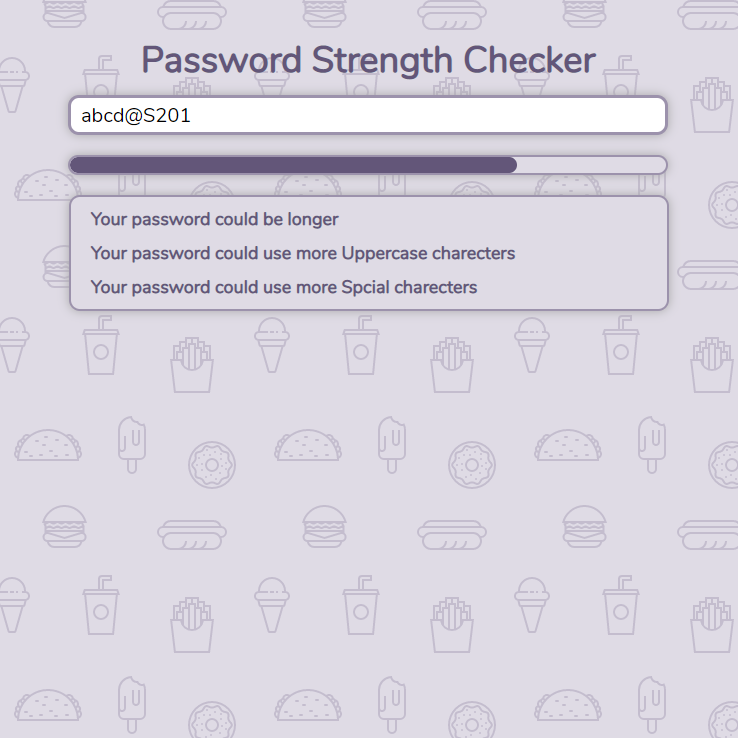 Password Strength Checker
abcd@S201
Your password could be longer
Your password could use more Uppercase charecters
Your password could use more Spcial charecters